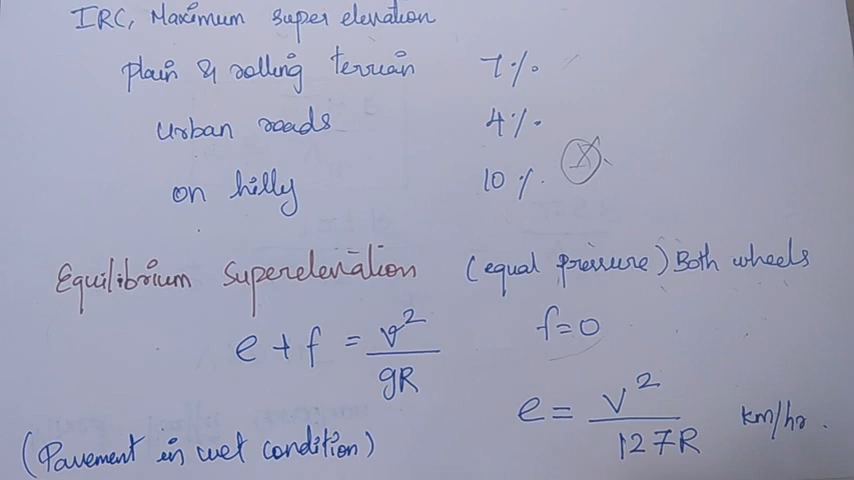 IRC, Maximum super elevation
plain & rolling terrian 7%
urban roads 4%
on hilly 10%
Equilibrium superelevation (equal pressure) Both wheels
e + f = v²/gR f=0
e = V²/127R km/hr.
(Pavement in wet condition)